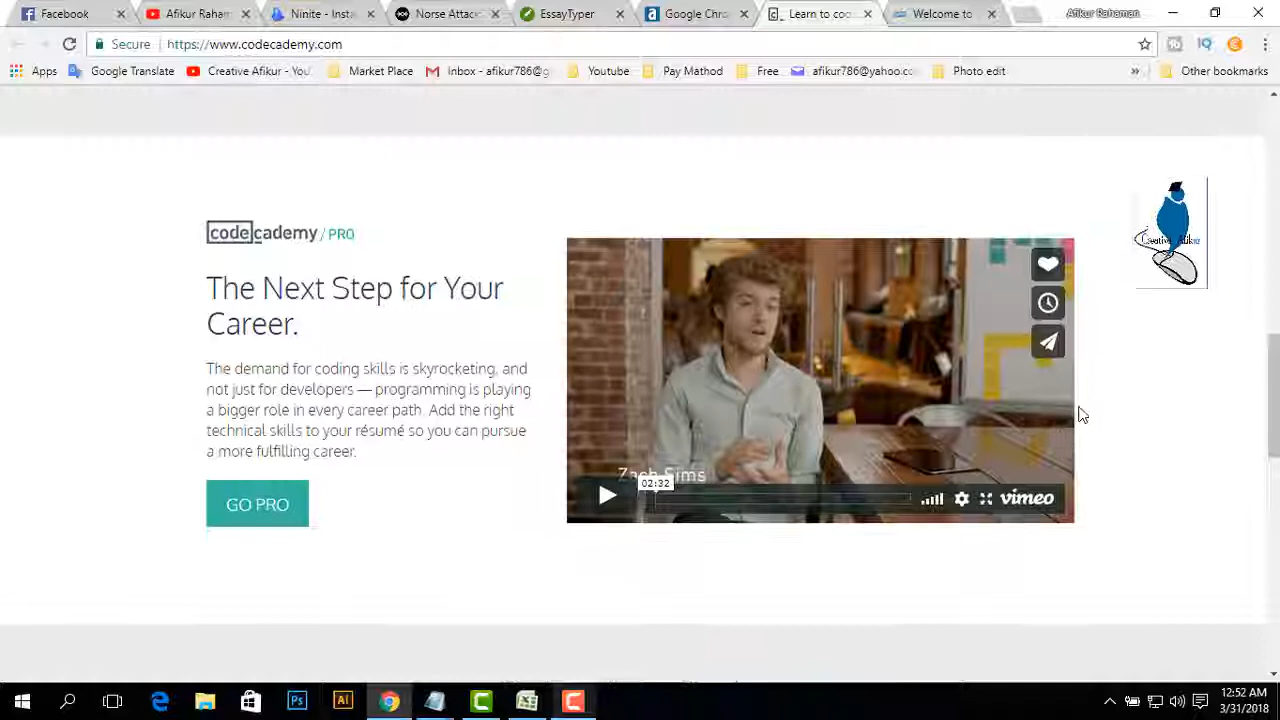 Facebook
Afikur Raham
Ninite - Insta
Norse Attac
EssayTyper
Google Chro
Learn to cod
Welcome to
Afikur Rahaman
Secure
https://www.codecademy.com
Apps
Google Translate
Creative Afikur - You
Market Place
Inbox - afikur786@g
Youtube
Pay Mathod
Free
afikur786@yahoo.co
Photo edit
Other bookmarks
Creative Afikur
codecademy / PRO
The Next Step for Your
Career.
The demand for coding skills is skyrocketing, and
not just for developers — programming is playing
a bigger role in every career path. Add the right
technical skills to your résumé so you can pursue
a more fulfilling career.
GO PRO
Zach Sims
02:32
vimeo
12:52 AM
3/31/2018